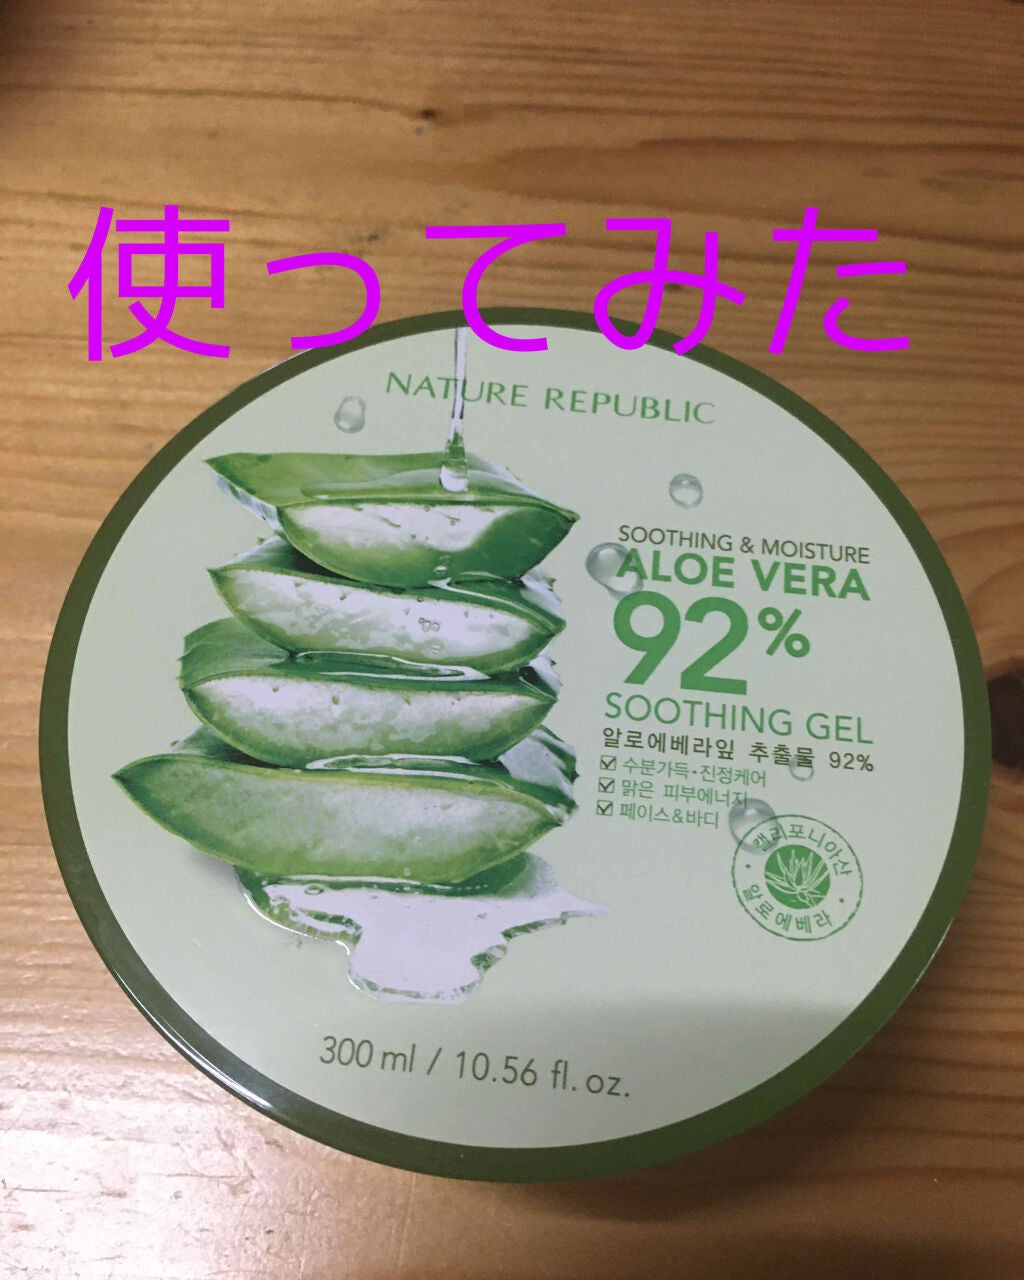 使ってみた
NATURE REPUBLIC
SOOTHING & MOISTURE
ALOE VERA
92%
SOOTHING GEL
알로에베라잎 추출물 92%
수분가득·진정케어
맑은 피부에너지
페이스&바디
캘리포니아산
알로에베라
300 ml / 10.56 fl. oz.